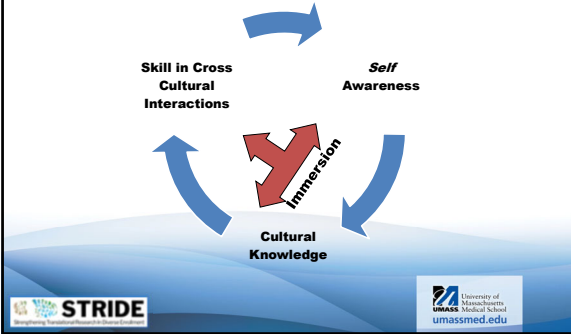 Skill in Cross
Cultural
Interactions
Self
Awareness
Immersion
Cultural
Knowledge
STRIDE
Strengthening Translational Research in Diverse Enrollment
UMASS
University of
Massachusetts
Medical School
umassmed.edu